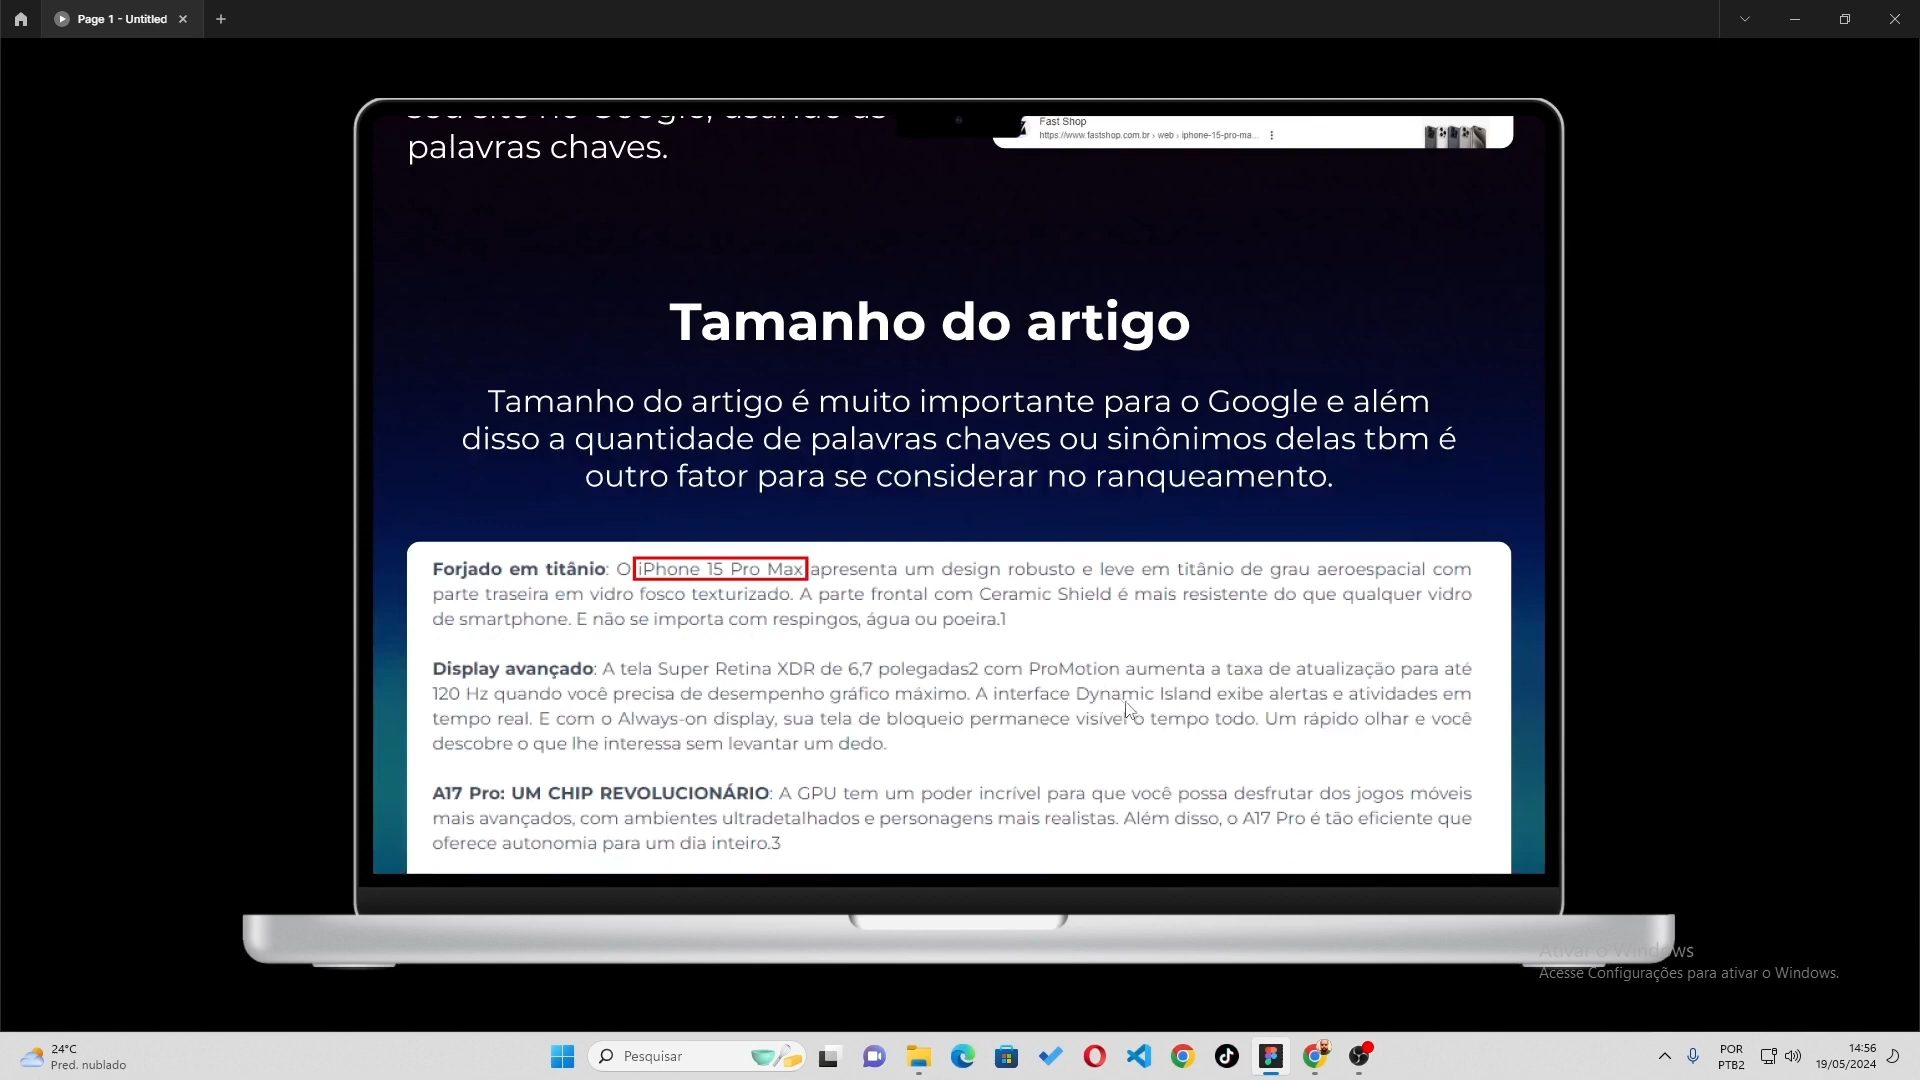 Page 1 - Untitled
seu site no Google, usando as
palavras chaves.
Fast Shop
https://www.fastshop.com.br › web › iphone-15-pro-ma...
Tamanho do artigo
Tamanho do artigo é muito importante para o Google e além
disso a quantidade de palavras chaves ou sinônimos delas tbm é
outro fator para se considerar no ranqueamento.
Forjado em titânio: O iPhone 15 Pro Max apresenta um design robusto e leve em titânio de grau aeroespacial com
parte traseira em vidro fosco texturizado. A parte frontal com Ceramic Shield é mais resistente do que qualquer vidro
de smartphone. E não se importa com respingos, água ou poeira.1
Display avançado: A tela Super Retina XDR de 6,7 polegadas2 com ProMotion aumenta a taxa de atualização para até
120 Hz quando você precisa de desempenho gráfico máximo. A interface Dynamic Island exibe alertas e atividades em
tempo real. E com o Always-on display, sua tela de bloqueio permanece visível o tempo todo. Um rápido olhar e você
descobre o que lhe interessa sem levantar um dedo.
A17 Pro: UM CHIP REVOLUCIONÁRIO: A GPU tem um poder incrível para que você possa desfrutar dos jogos móveis
mais avançados, com ambientes ultradetalhados e personagens mais realistas. Além disso, o A17 Pro é tão eficiente que
oferece autonomia para um dia inteiro.3
Ativar o Windows
Acesse Configurações para ativar o Windows.
24°C
Pred. nublado
Pesquisar
POR
PTB2
14:56
19/05/2024